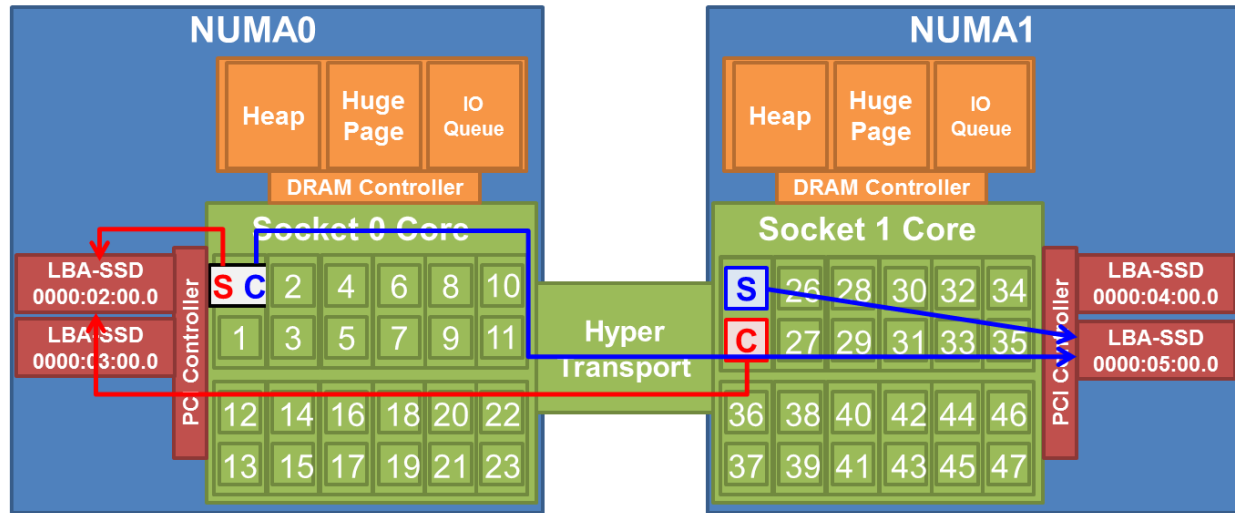 NUMA0
Heap
Huge
Page
IO
Queue
DRAM Controller
Socket 0 Core
LBA-SSD
0000:02:00.0
LBA-SSD
0000:03:00.0
PCI Controller
S C 2 4 6 8 10
1 3 5 7 9 11
12 14 16 18 20 22
13 15 17 19 21 23
Hyper
Transport
NUMA1
Heap
Huge
Page
IO
Queue
DRAM Controller
Socket 1 Core
S 26 28 30 32 34
C 27 29 31 33 35
36 38 40 42 44 46
37 39 41 43 45 47
PCI Controller
LBA-SSD
0000:04:00.0
LBA-SSD
0000:05:00.0